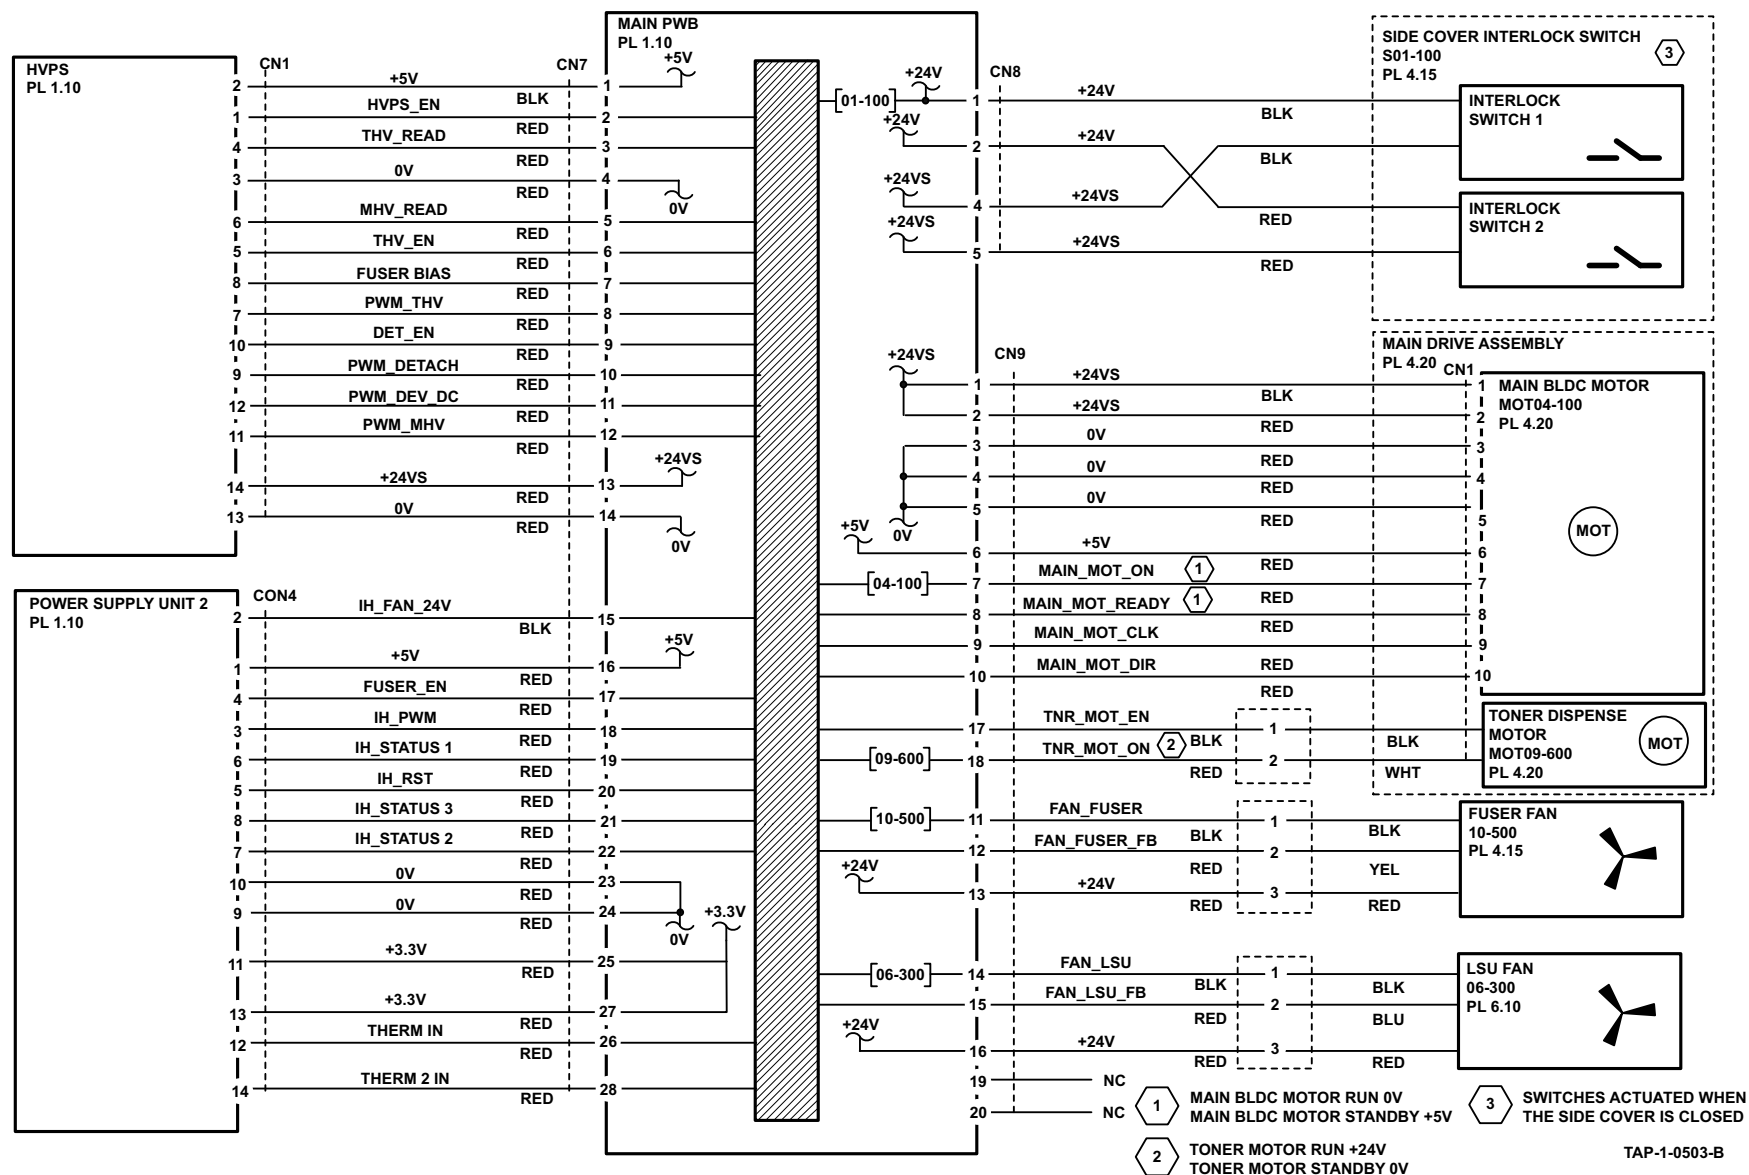 HVPS
PL 1.10
CN1
CN7
2 +5V BLK 1 +5V
1 HVPS_EN RED 2
4 THV_READ RED 3
3 0V RED 4 0V
6 MHV_READ RED 5
5 THV_EN RED 6
8 FUSER BIAS RED 7
7 PWM_THV RED 8
10 DET_EN RED 9
9 PWM_DETACH RED 10
12 PWM_DEV_DC RED 11
11 PWM_MHV RED 12
14 +24VS RED 13 +24VS
13 0V RED 14 0V
POWER SUPPLY UNIT 2
PL 1.10
CON4
2 IH_FAN_24V BLK 15
1 +5V RED 16 +5V
4 FUSER_EN RED 17
3 IH_PWM RED 18
6 IH_STATUS 1 RED 19
5 IH_RST RED 20
8 IH_STATUS 3 RED 21
7 IH_STATUS 2 RED 22
10 0V RED 23
9 0V RED 24 0V
11 +3.3V RED 25 +3.3V
13 +3.3V RED 27
12 THERM IN RED 26
14 THERM 2 IN RED 28
MAIN PWB
PL 1.10
CN8
[01-100] +24V 1 +24V BLK
+24V 2 +24V BLK
+24VS 4 +24VS RED
+24VS 5 +24VS RED
SIDE COVER INTERLOCK SWITCH
S01-100
PL 4.15
3
INTERLOCK
SWITCH 1
INTERLOCK
SWITCH 2
CN9
MAIN DRIVE ASSEMBLY
PL 4.20
CN1
+24VS 1 +24VS BLK 1
2 +24VS RED 2
3 0V RED 3
4 0V RED 4
0V 5 0V RED 5
+5V 6 +5V RED 6
[04-100] 7 MAIN_MOT_ON 1 RED 7
8 MAIN_MOT_READY 1 RED 8
9 MAIN_MOT_CLK RED 9
10 MAIN_MOT_DIR RED 10
MAIN BLDC MOTOR
MOT04-100
PL 4.20
MOT
17 TNR_MOT_EN BLK 1 BLK
[09-600] 18 TNR_MOT_ON 2 RED 2 WHT
TONER DISPENSE
MOTOR
MOT09-600
PL 4.20
MOT
[10-500] 11 FAN_FUSER BLK 1 BLK
12 FAN_FUSER_FB RED 2 YEL
+24V 13 +24V RED 3 RED
FUSER FAN
10-500
PL 4.15
[06-300] 14 FAN_LSU BLK 1 BLK
15 FAN_LSU_FB RED 2 BLU
+24V 16 +24V RED 3 RED
LSU FAN
06-300
PL 6.10
19 NC
20 NC
1 MAIN BLDC MOTOR RUN 0V
MAIN BLDC MOTOR STANDBY +5V
2 TONER MOTOR RUN +24V
TONER MOTOR STANDBY 0V
3 SWITCHES ACTUATED WHEN
THE SIDE COVER IS CLOSED
TAP-1-0503-B